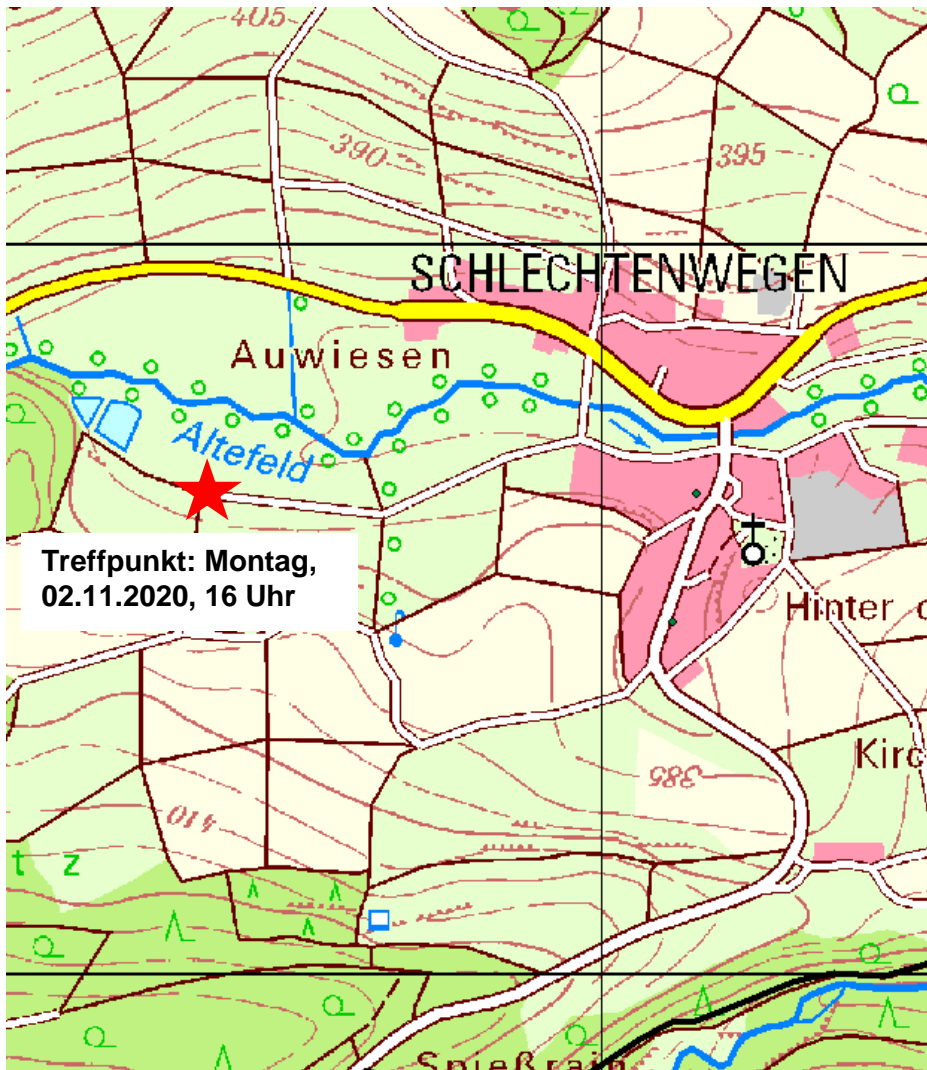 405
390
395
SCHLECHTENWEGEN
Auwiesen
Altefeld
Treffpunkt: Montag,
02.11.2020, 16 Uhr
Hinter
Kirc
385
410
t z
Spießrain